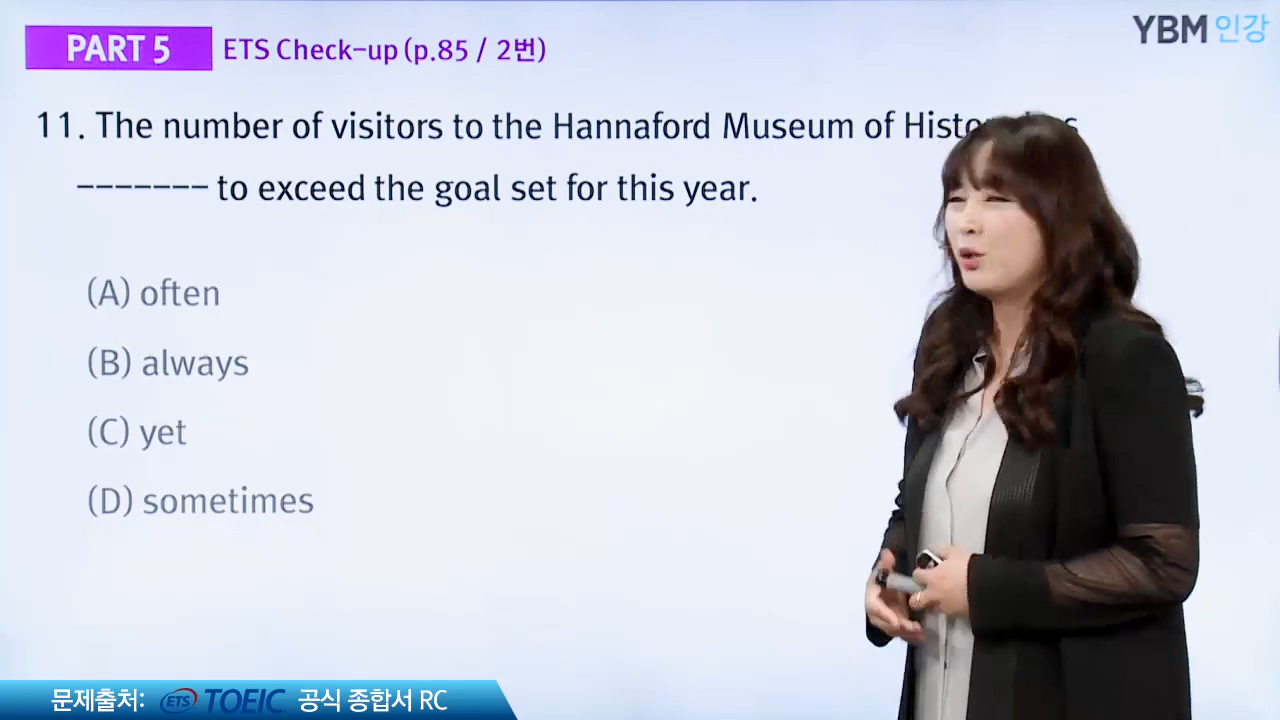 PART 5
ETS Check-up (p.85 / 2번)
YBM 인강
11. The number of visitors to the Hannaford Museum of
------- to exceed the goal set for this year.
(A) often
(B) always
(C) yet
(D) sometimes
문제출처: ETS TOEIC 공식 종합서 RC